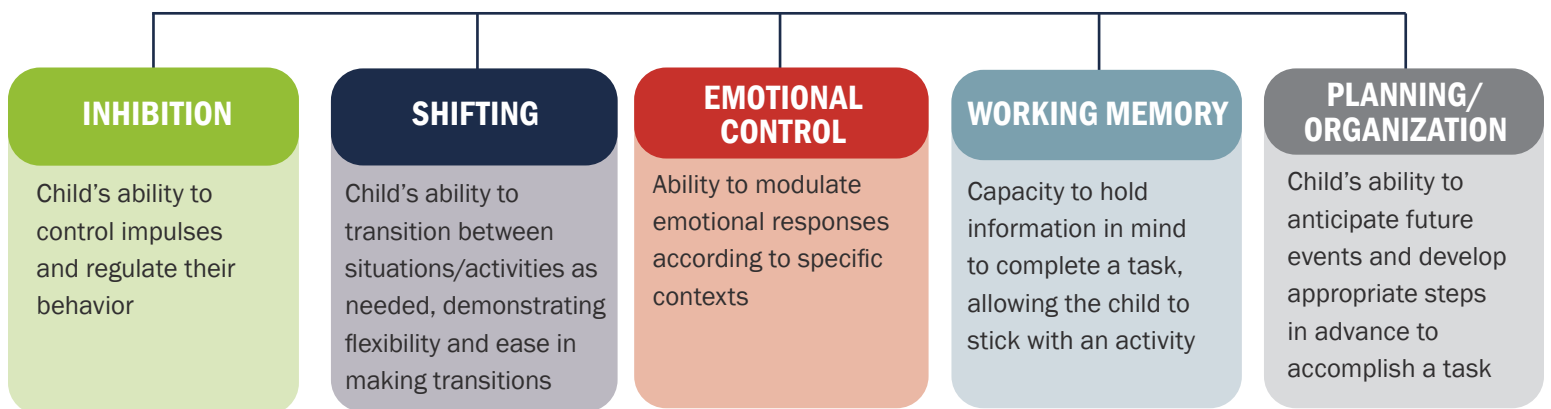 INHIBITION
Child’s ability to
control impulses
and regulate their
behavior
SHIFTING
Child’s ability to
transition between
situations/activities as
needed, demonstrating
flexibility and ease in
making transitions
EMOTIONAL
CONTROL
Ability to modulate
emotional responses
according to specific
contexts
WORKING MEMORY
Capacity to hold
information in mind
to complete a task,
allowing the child to
stick with an activity
PLANNING/
ORGANIZATION
Child’s ability to
anticipate future
events and develop
appropriate steps
in advance to
accomplish a task